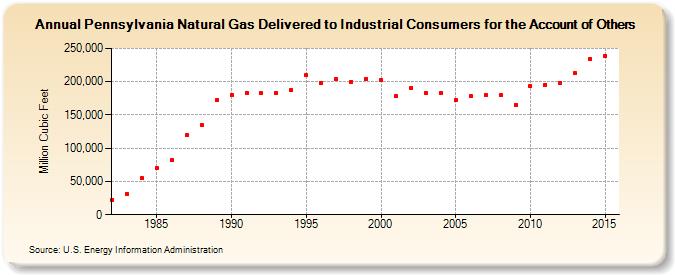 Annual Pennsylvania Natural Gas Delivered to Industrial Consumers for the Account of Others
Million Cubic Feet
250,000
200,000
150,000
100,000
50,000
0
1985 1990 1995 2000 2005 2010 2015
Source: U.S. Energy Information Administration